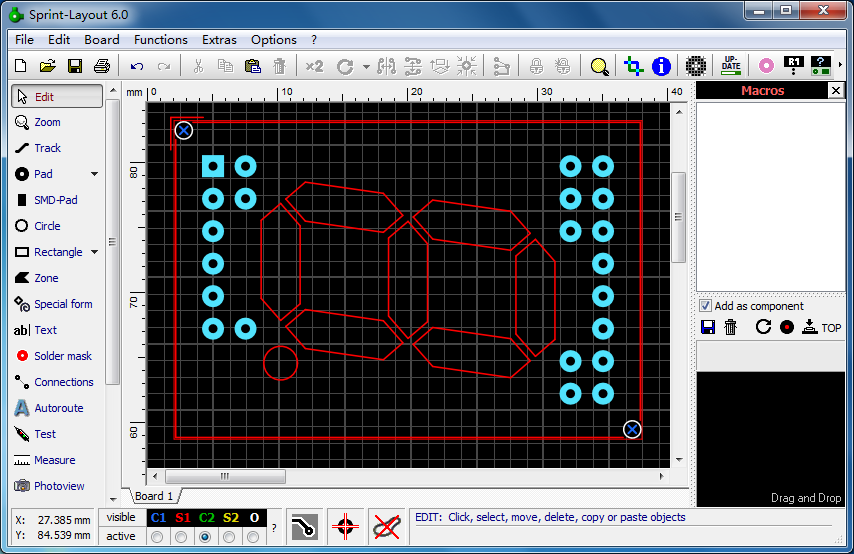 Sprint-Layout 6.0
File Edit Board Functions Extras Options ?
×2 UP-DATE R1 ?
mm 0 10 20 30 40
80
70
60
Edit
Zoom
Track
Pad
SMD-Pad
Circle
Rectangle
Zone
Special form
ab| Text
Solder mask
Connections
Autoroute
Test
Measure
Photoview
Macros
Add as component
TOP
Drag and Drop
Board 1
X: 27.385 mm
Y: 84.539 mm
visible C1 S1 C2 S2 O
active
?
EDIT: Click, select, move, delete, copy or paste objects